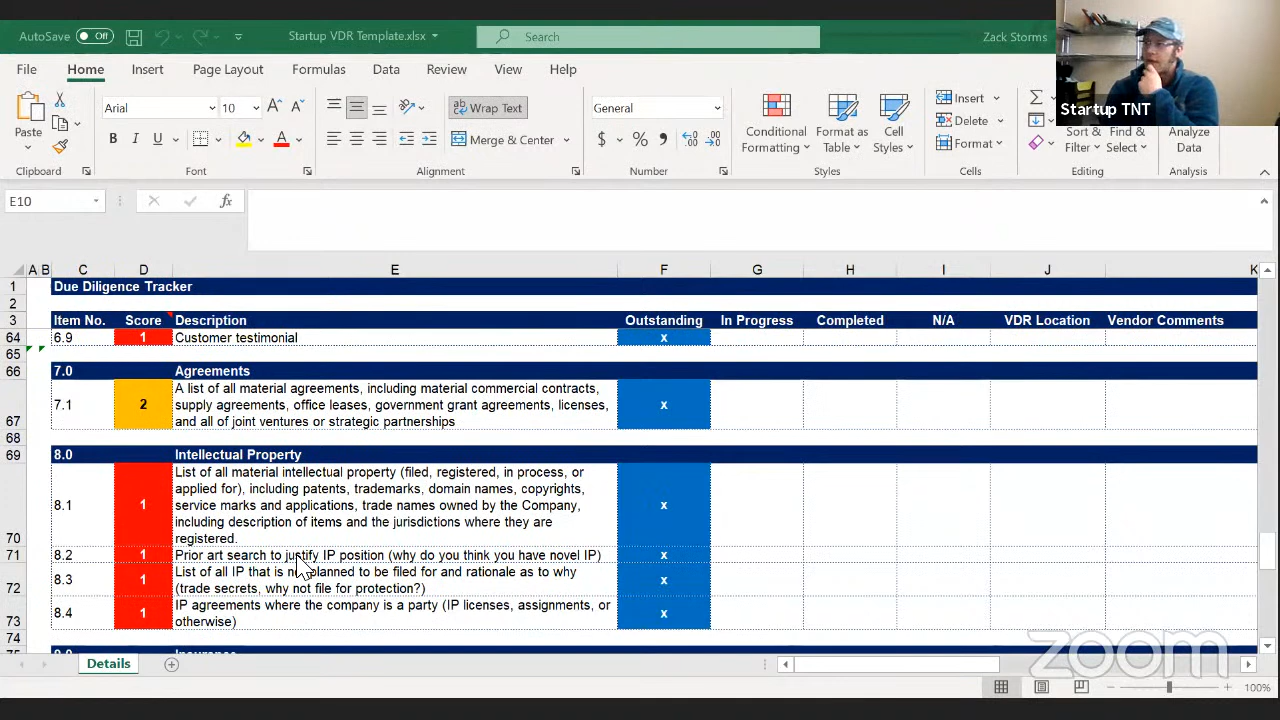 AutoSave Off
Startup VDR Template.xlsx
Search
Zack Storms
Startup TNT
File Home Insert Page Layout Formulas Data Review View Help
Paste
Arial 10
B I U
A
ab Wrap Text
Merge & Center
General
$ % 9
Conditional Formatting
Format as Table
Cell Styles
Insert
Delete
Format
Sort & Filter
Find & Select
Analyze Data
Clipboard Font Alignment Number Styles Cells Analysis
E10 fx
A B C D E F G H I J K
1 Due Diligence Tracker
2
3 Item No. Score Description Outstanding In Progress Completed N/A VDR Location Vendor Comments
64 6.9 1 Customer testimonial x
65
66 7.0 Agreements
A list of all material agreements, including material commercial contracts,
7.1 2 supply agreements, office leases, government grant agreements, licenses, x
67 and all of joint ventures or strategic partnerships
68
69 8.0 Intellectual Property
List of all material intellectual property (filed, registered, in process, or
applied for), including patents, trademarks, domain names, copyrights,
8.1 1 service marks and applications, trade names owned by the Company, x
including description of items and the jurisdictions where they are
70 registered.
71 8.2 1 Prior art search to justify IP position (why do you think you have novel IP) x
List of all IP that is not planned to be filed for and rationale as to why
72 8.3 1 (trade secrets, why not file for protection?) x
IP agreements where the company is a party (IP licenses, assignments, or
73 8.4 1 otherwise) x
74
Insurance
Details
zoom
100%